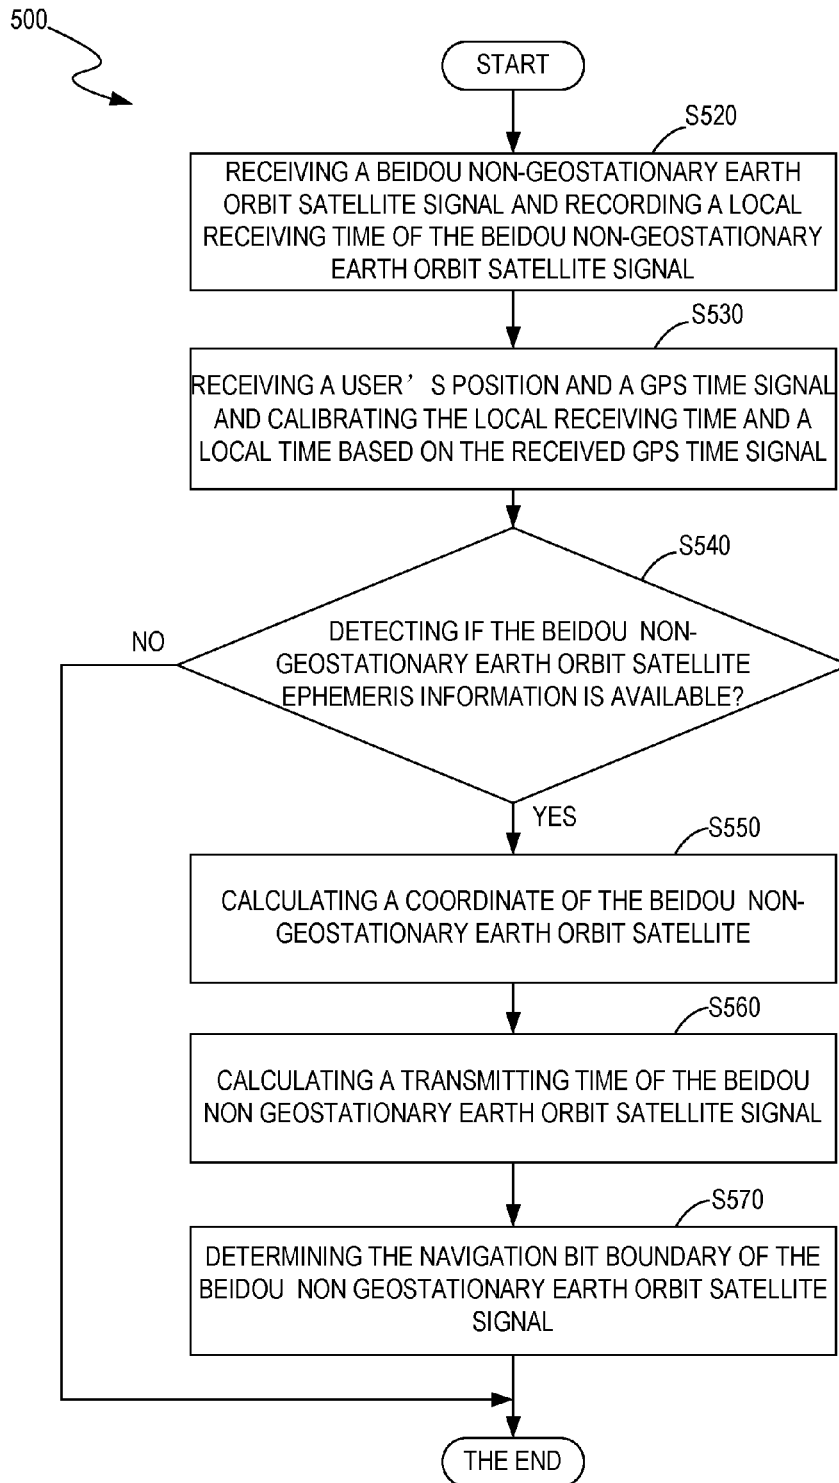 500
START
S520
RECEIVING A BEIDOU NON-GEOSTATIONARY EARTH
ORBIT SATELLITE SIGNAL AND RECORDING A LOCAL
RECEIVING TIME OF THE BEIDOU NON-GEOSTATIONARY
EARTH ORBIT SATELLITE SIGNAL
S530
RECEIVING A USER’S POSITION AND A GPS TIME SIGNAL
AND CALIBRATING THE LOCAL RECEIVING TIME AND A
LOCAL TIME BASED ON THE RECEIVED GPS TIME SIGNAL
S540
NO
DETECTING IF THE BEIDOU NON-
GEOSTATIONARY EARTH ORBIT SATELLITE
EPHEMERIS INFORMATION IS AVAILABLE?
YES
S550
CALCULATING A COORDINATE OF THE BEIDOU NON-
GEOSTATIONARY EARTH ORBIT SATELLITE
S560
CALCULATING A TRANSMITTING TIME OF THE BEIDOU
NON GEOSTATIONARY EARTH ORBIT SATELLITE SIGNAL
S570
DETERMINING THE NAVIGATION BIT BOUNDARY OF THE
BEIDOU NON GEOSTATIONARY EARTH ORBIT SATELLITE
SIGNAL
THE END